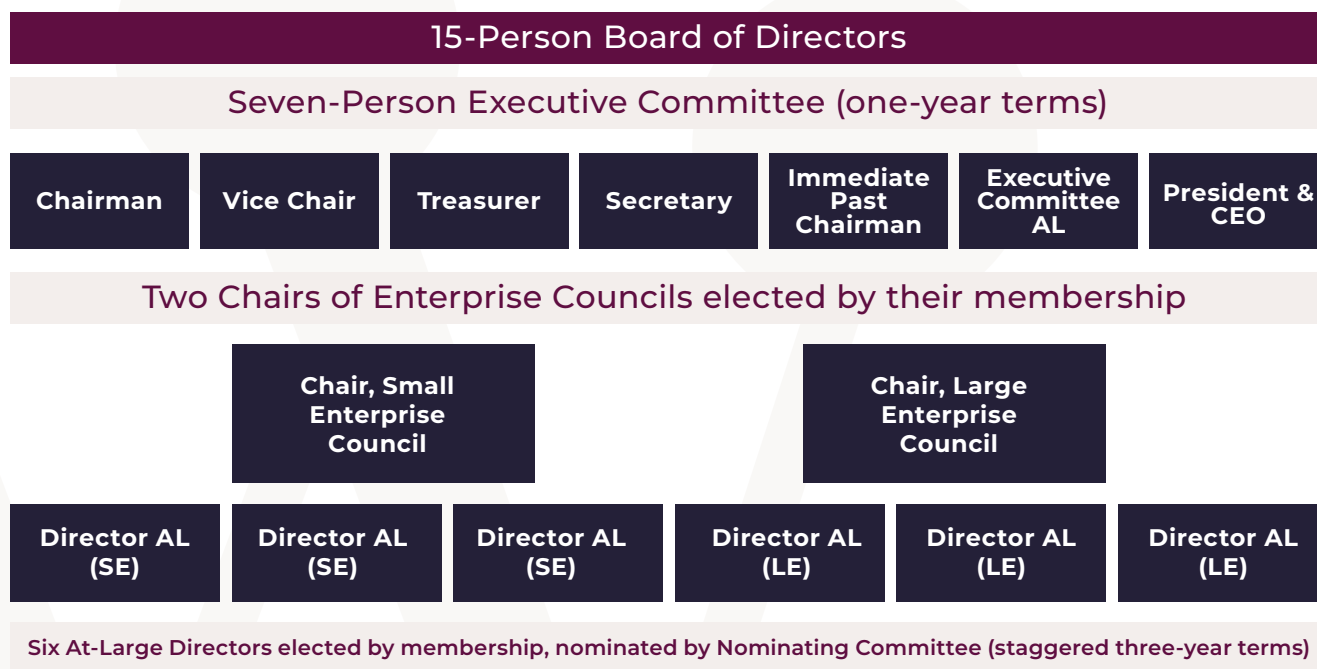 15-Person Board of Directors
Seven-Person Executive Committee (one-year terms)
Chairman
Vice Chair
Treasurer
Secretary
Immediate
Past
Chairman
Executive
Committee
AL
President &
CEO
Two Chairs of Enterprise Councils elected by their membership
Chair, Small
Enterprise
Council
Chair, Large
Enterprise
Council
Director AL
(SE)
Director AL
(SE)
Director AL
(SE)
Director AL
(LE)
Director AL
(LE)
Director AL
(LE)
Six At-Large Directors elected by membership, nominated by Nominating Committee (staggered three-year terms)